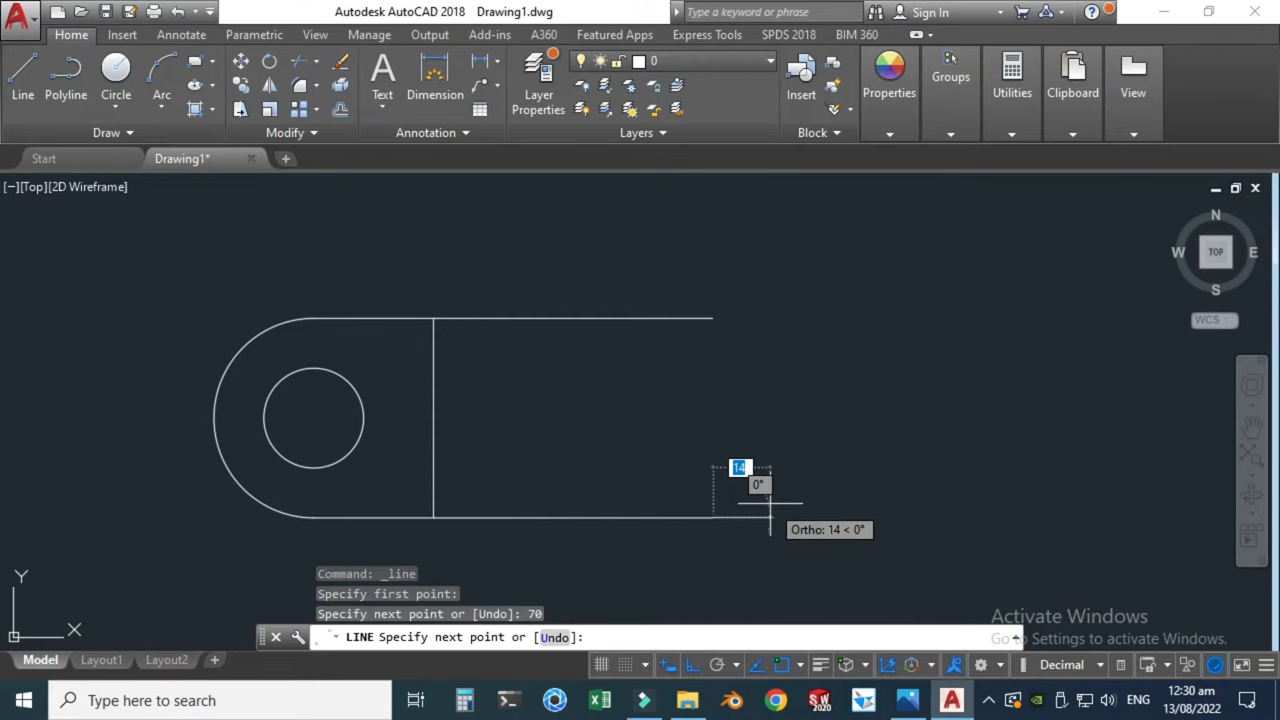 Autodesk AutoCAD 2018 Drawing1.dwg
Type a keyword or phrase
Sign In
Home Insert Annotate Parametric View Manage Output Add-ins A360 Featured Apps Express Tools SPDS 2018 BIM 360
Line Polyline Circle Arc
Text Dimension
Layer
Properties
0
Insert
Properties
Groups
Utilities
Clipboard
View
Draw Modify Annotation Layers Block
Start Drawing1*
[−][Top][2D Wireframe]
N
W TOP E
S
WCS
14
0°
Ortho: 14 < 0°
Command: _line
Specify first point:
Specify next point or [Undo]: 70
LINE Specify next point or [Undo]:
Y
X
Activate Windows
Go to Settings to activate Windows.
Model Layout1 Layout2
Decimal
Type here to search
SW
2020
A
ENG
12:30 am
13/08/2022